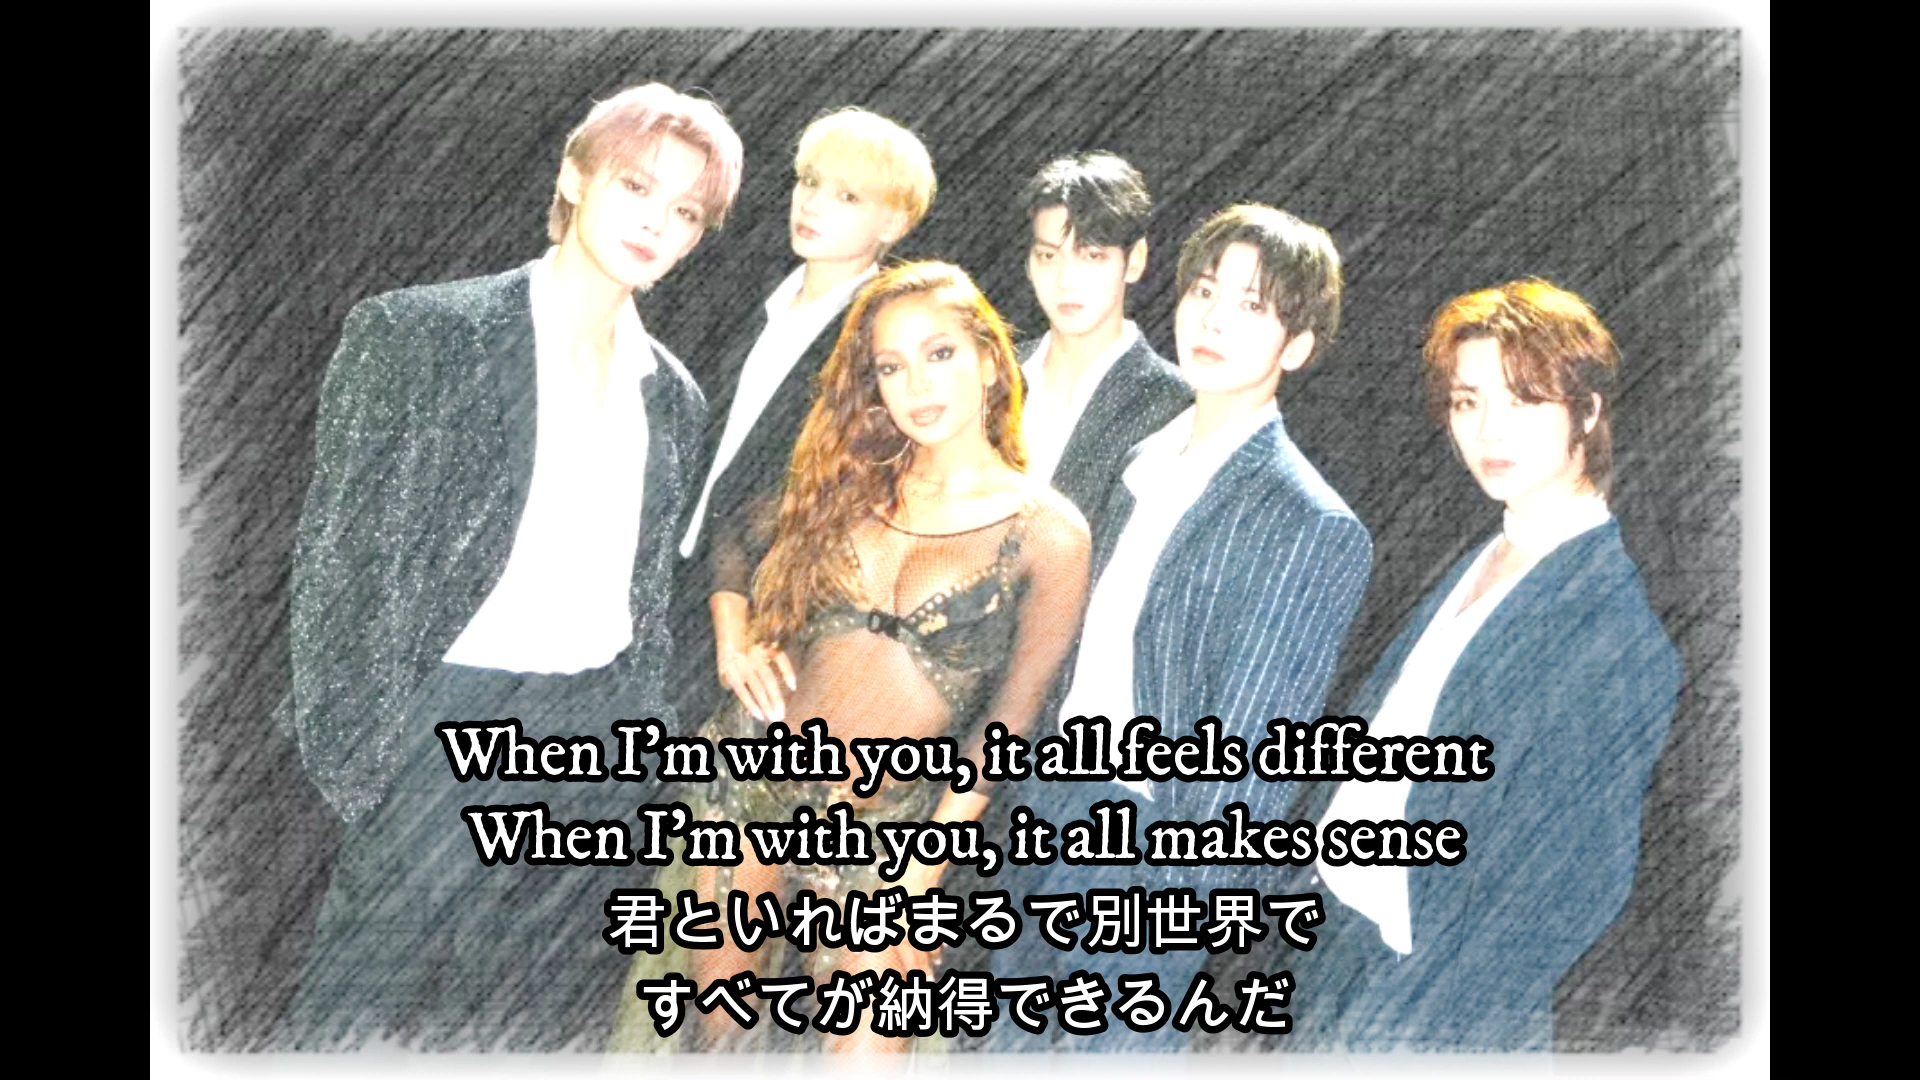 When I'm with you, it all feels different
When I'm with you, it all makes sense
君といればまるで別世界で
すべてが納得できるんだ